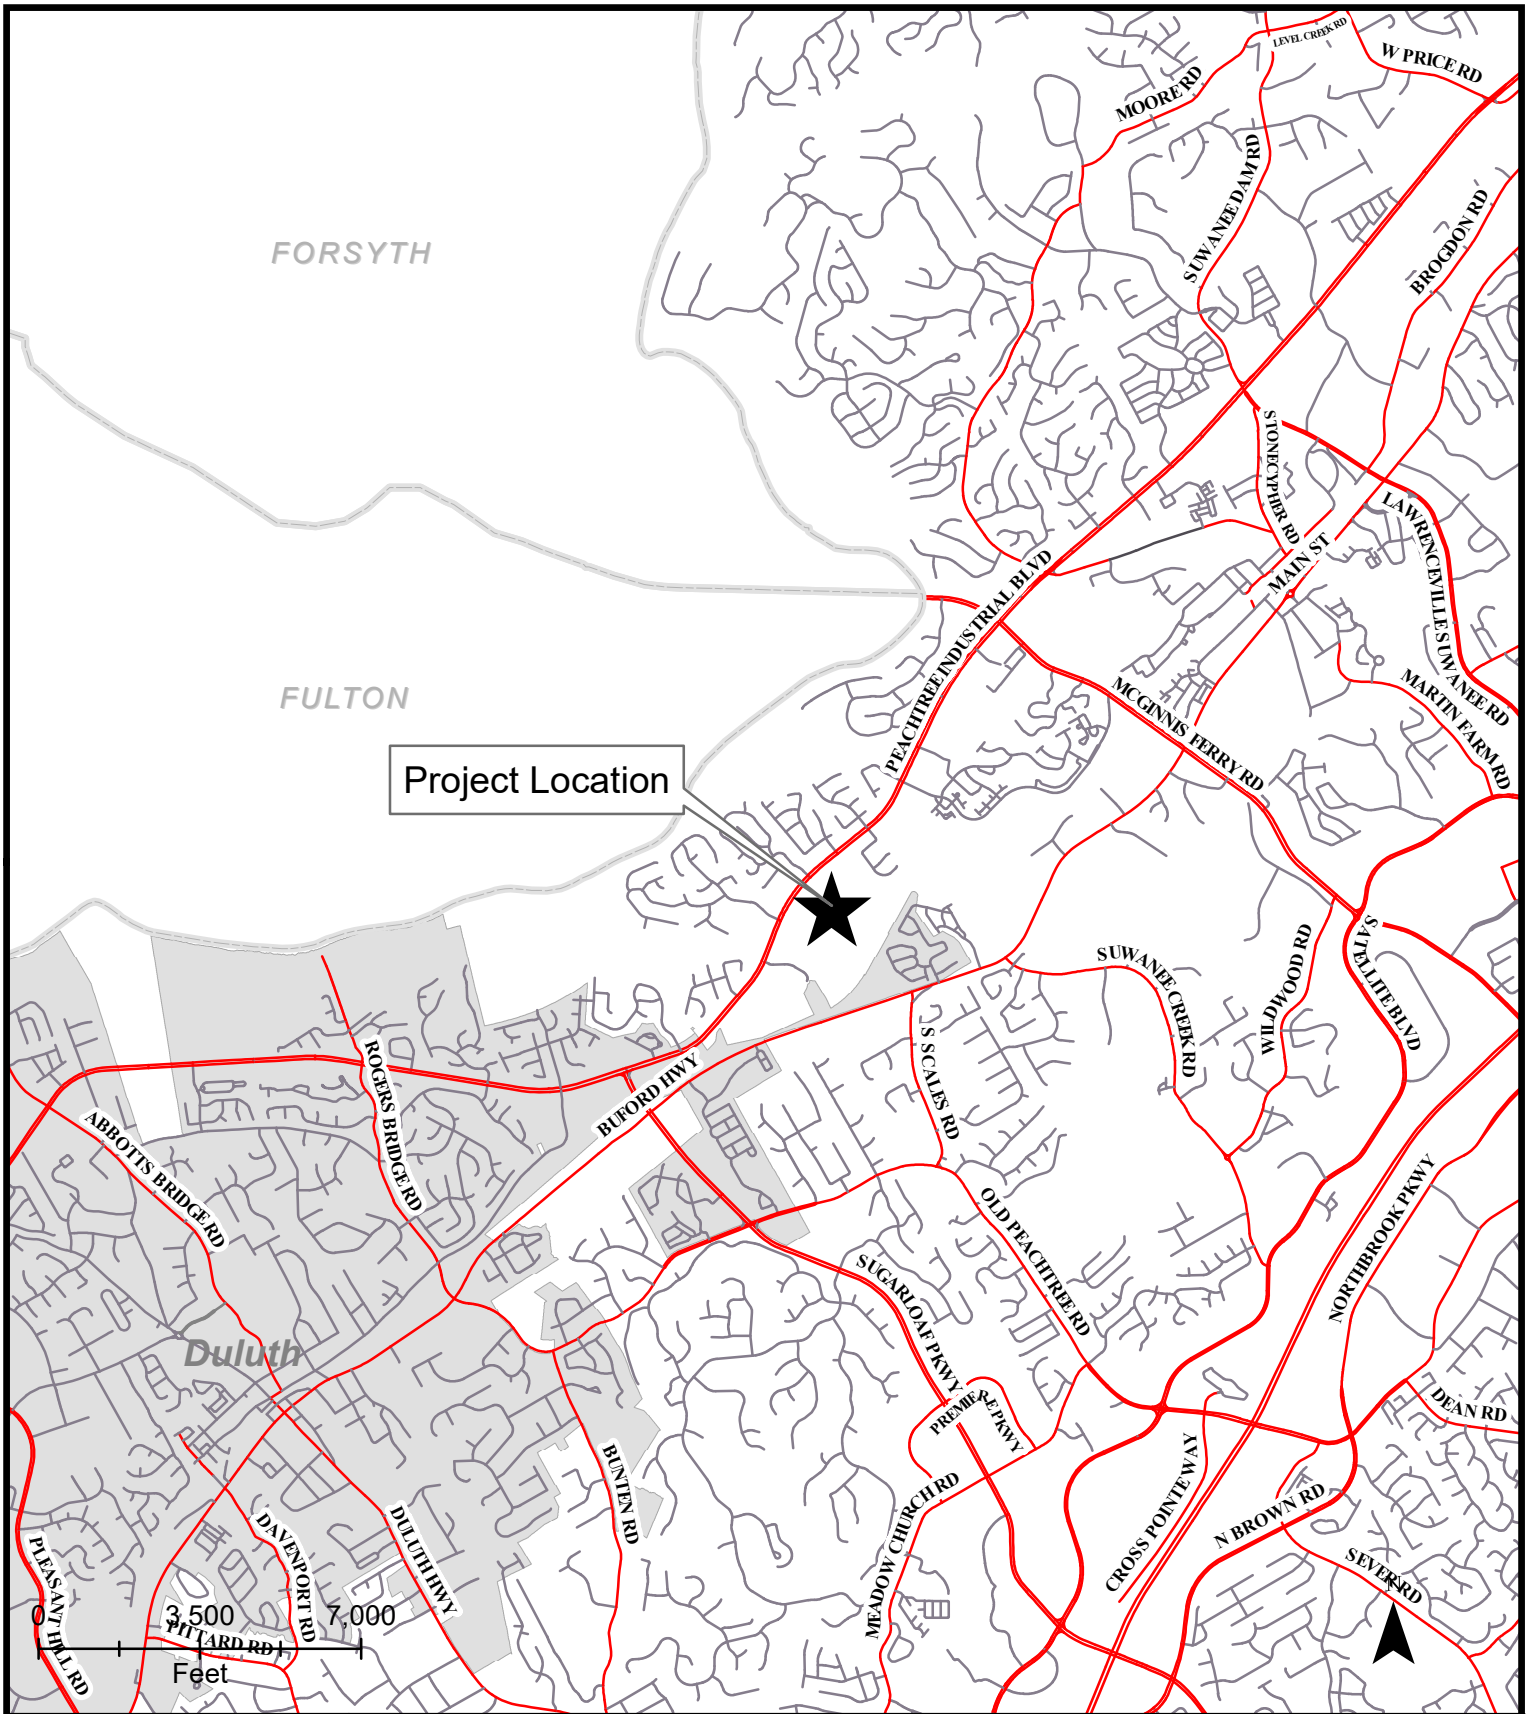 LEVEL CREEK RD
W PRICE RD
MOORE RD
SUWANEE DAM RD
BROGDON RD
FORSYTH
STONECYPHER RD
LAWRENCEVILLE SUWANEE RD
MAIN ST
PEACHTREE INDUSTRIAL BLVD
FULTON
MCGINNIS FERRY RD
MARTIN FARM RD
Project Location
SUWANEE CREEK RD
WILDWOOD RD
SATELLITE BLVD
S SCALES RD
BUFORD HWY
ROGERS BRIDGE RD
ABBOTTS BRIDGE RD
OLD PEACHTREE RD
NORTHBROOK PKWY
SUGARLOAF PKWY
Duluth
PREMIERE PKWY
DEAN RD
BUNTEN RD
MEADOW CHURCH RD
CROSS POINTE WAY
N BROWN RD
DAVENPORT RD
DULUTH HWY
PLEASANT HILL RD
SEVER RD
N
0 3,500 7,000
PITTARD RD
Feet